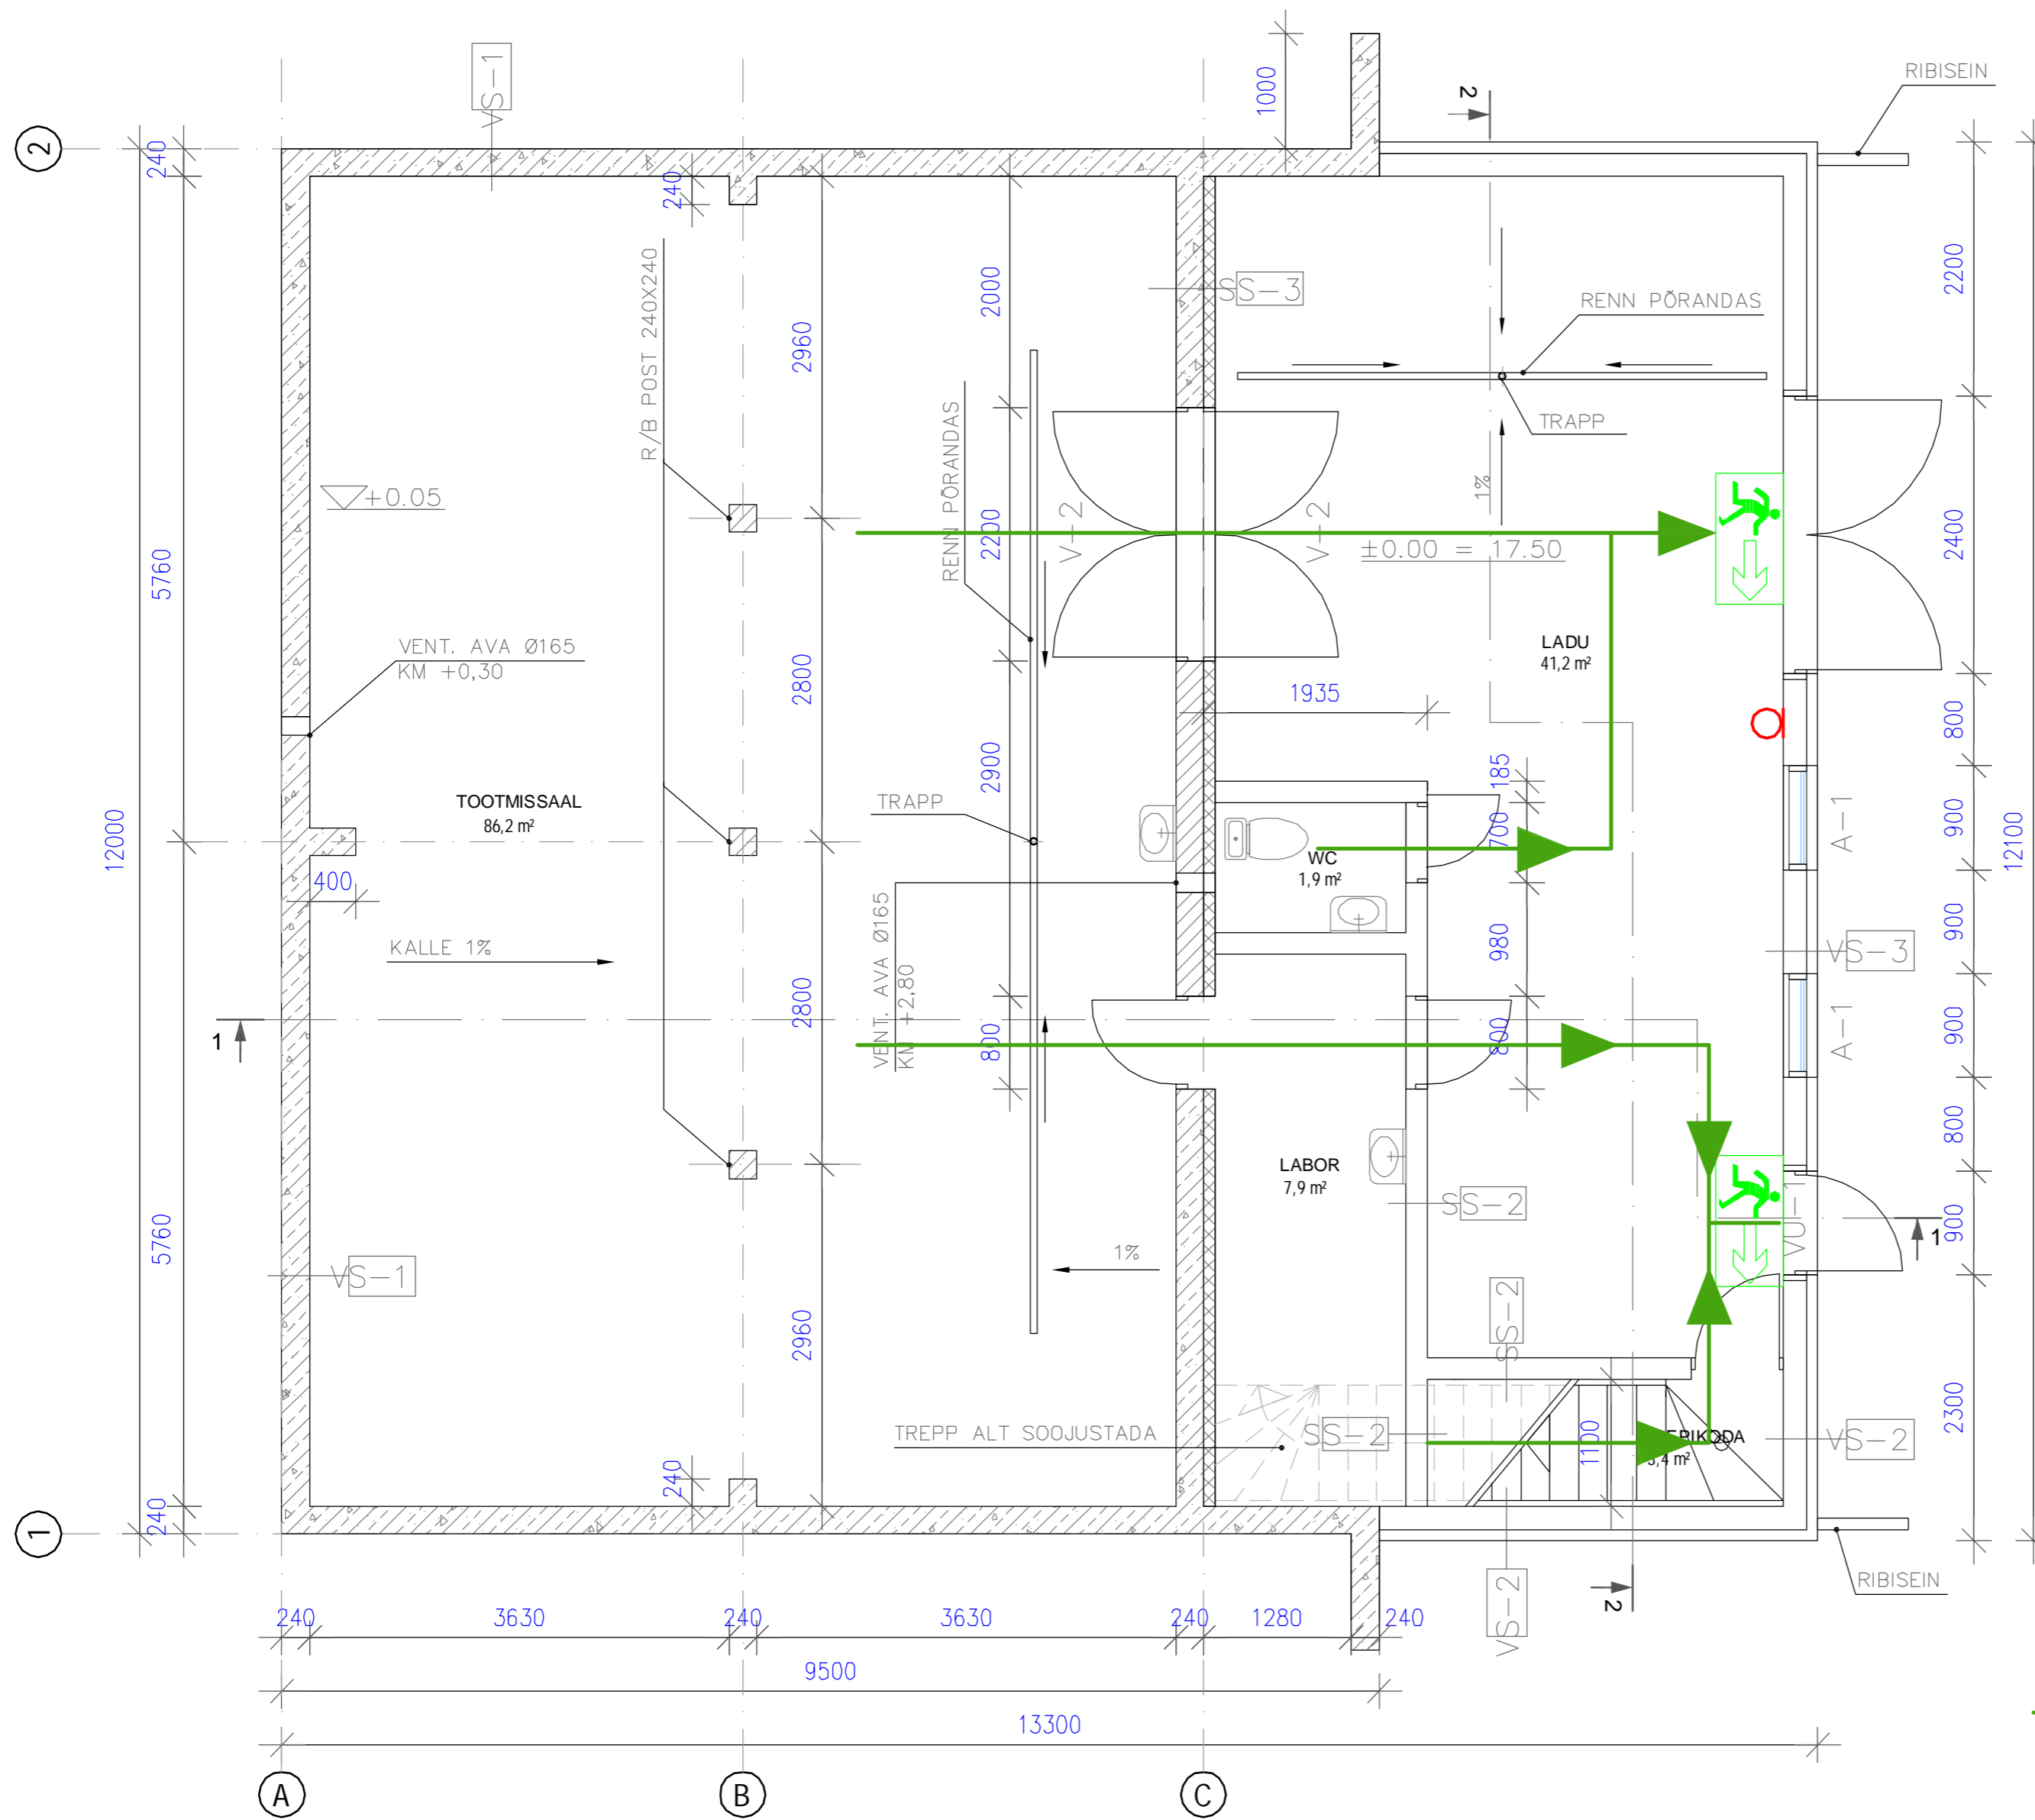 VS-1
1000
2
RIBISEIN
2
240
240
R/B POST 240X240
2960
2000
SS-3
RENN PÕRANDAS
2200
TRAPP
RENN PÕRANDAS
+0.05
1%
2200
V-2
V-2
±0.00 = 17.50
2400
5760
VENT. AVA Ø165
KM +0,30
LADU
41,2 m²
2800
1935
800
2900
185
TOOTMISSAAL
86,2 m²
TRAPP
12000
700
900
A-1
12100
WC
1,9 m²
400
VENT. AVA Ø165
KM +2,80
KALLE 1%
980
900
VS-3
1
2800
800
800
900
A-1
LABOR
7,9 m²
800
SS-2
VU-1
900
1
5760
1%
VS-1
2960
SS-2
TREPP ALT SOOJUSTADA
SS-2
1100
2300
VS-2
240
240
1
RIBISEIN
VS-2
2
240
3630
240
3630
240
1280
240
9500
13300
A
B
C